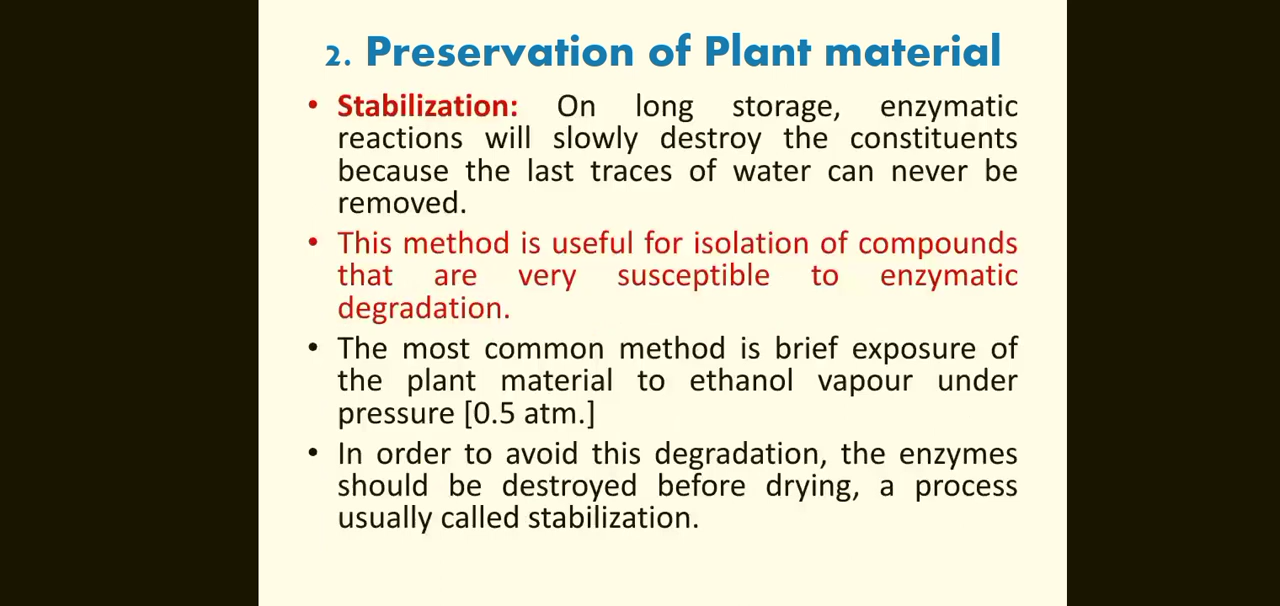 2. Preservation of Plant material
• Stabilization: On long storage, enzymatic
reactions will slowly destroy the constituents
because the last traces of water can never be
removed.
• This method is useful for isolation of compounds
that are very susceptible to enzymatic
degradation.
• The most common method is brief exposure of
the plant material to ethanol vapour under
pressure [0.5 atm.]
• In order to avoid this degradation, the enzymes
should be destroyed before drying, a process
usually called stabilization.